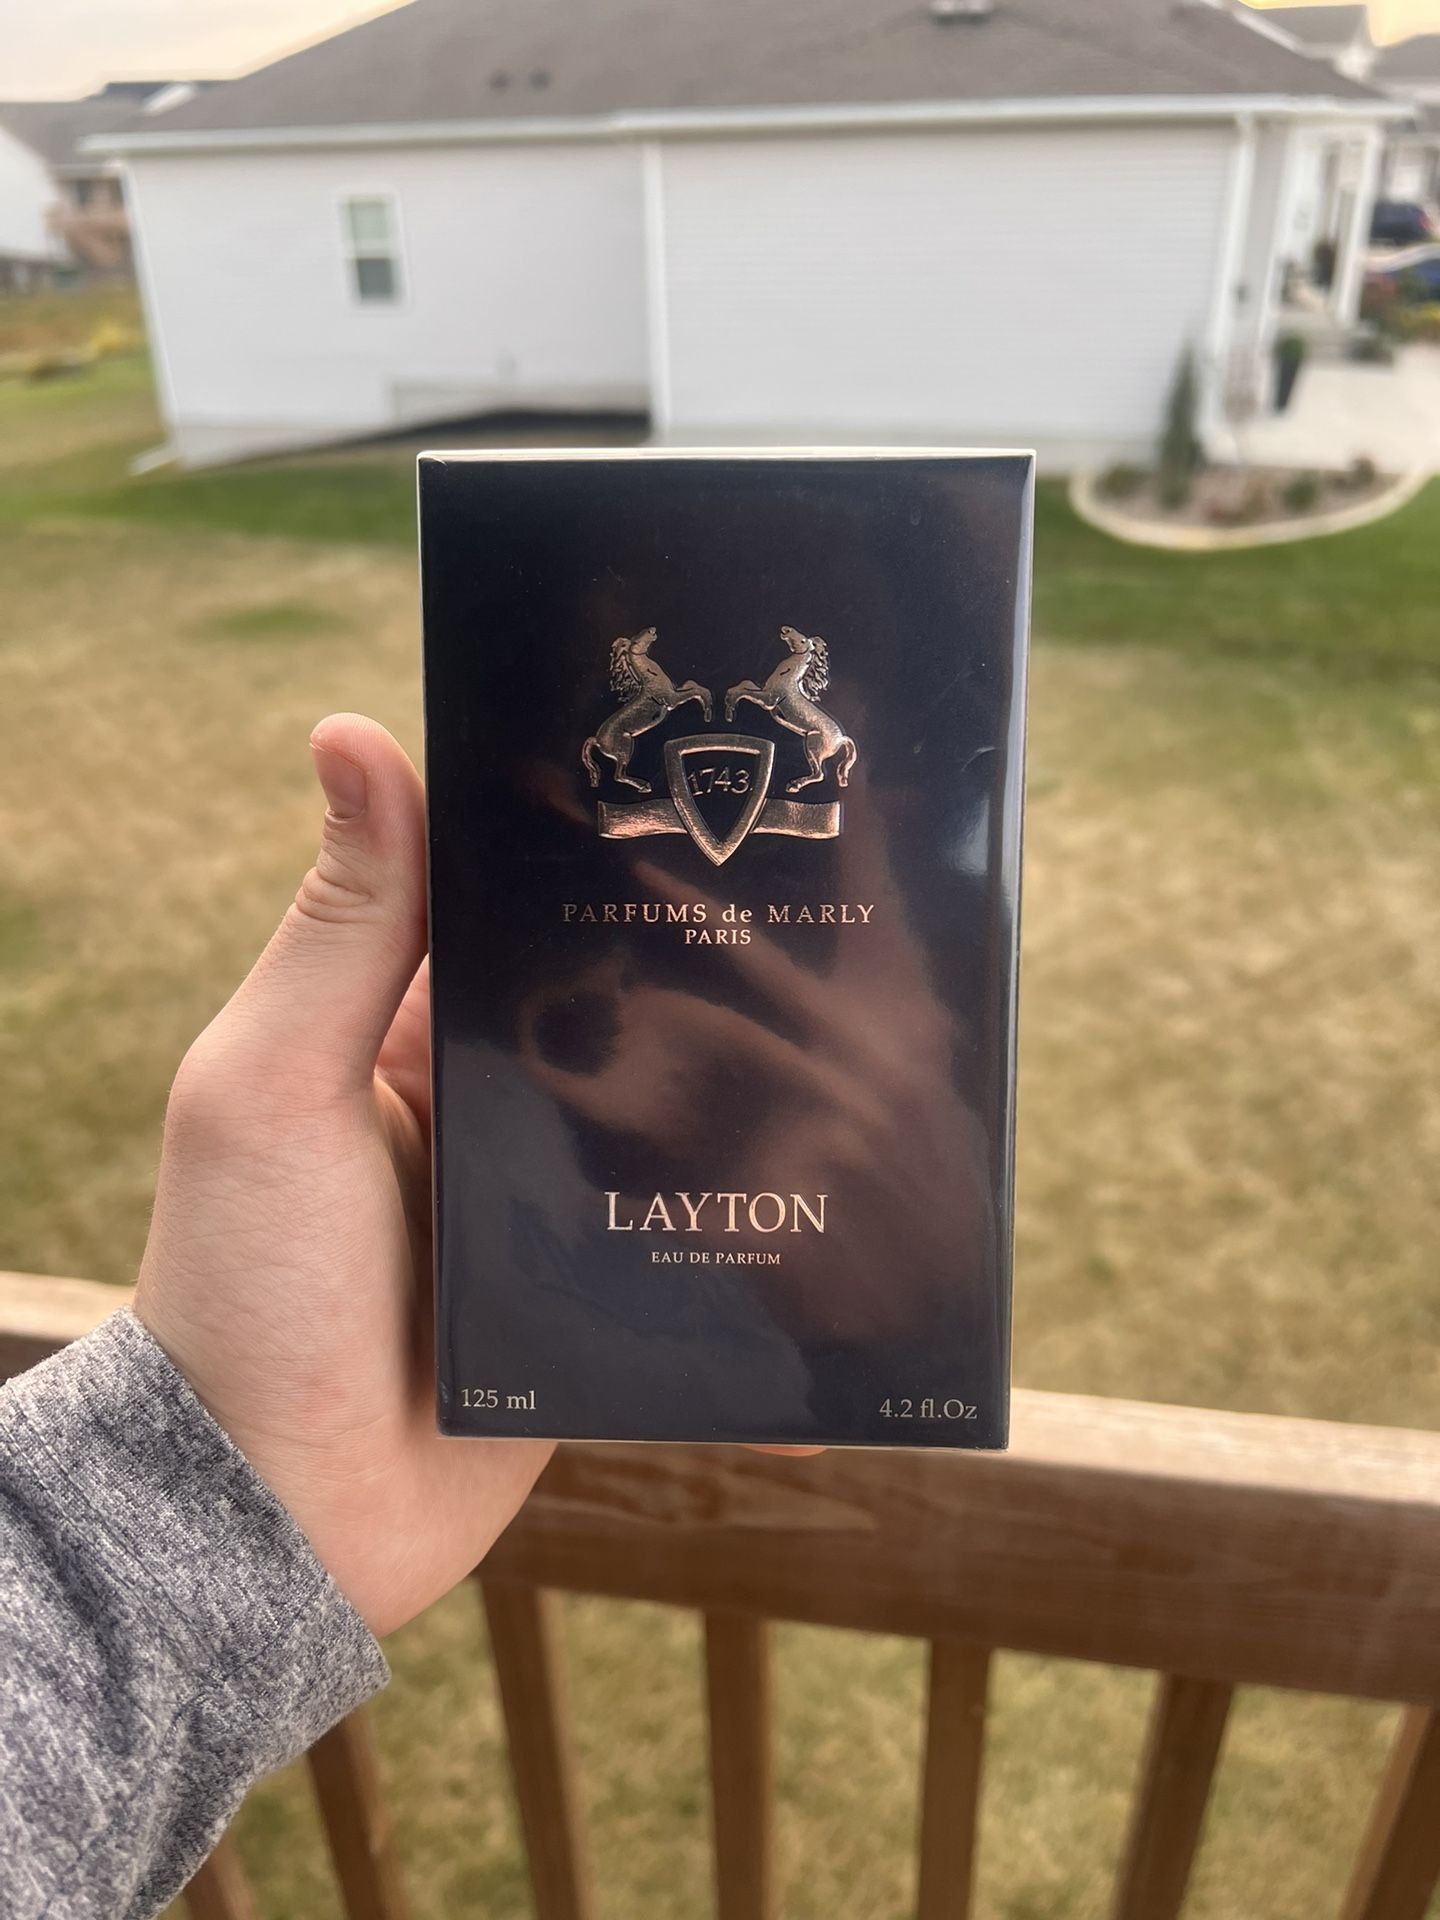 1743
PARFUMS de MARLY
PARIS
LAYTON
EAU DE PARFUM
125 ml
4.2 fl.Oz